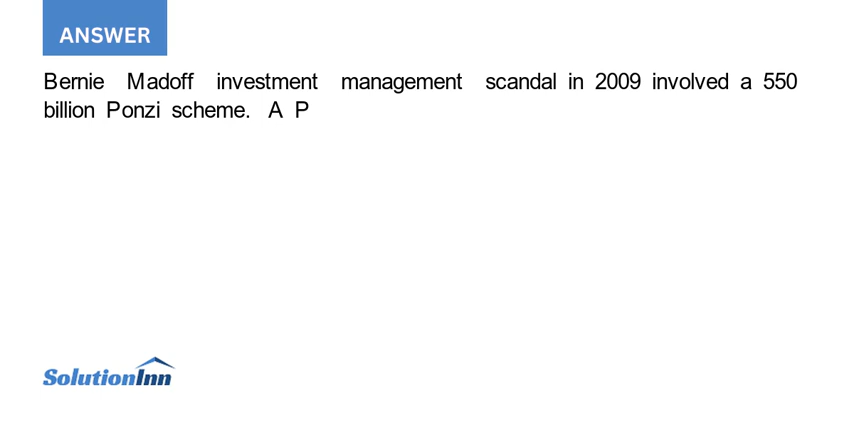 ANSWER
Bernie Madoff investment management scandal in 2009 involved a 550
billion Ponzi scheme. A P
SolutionInn